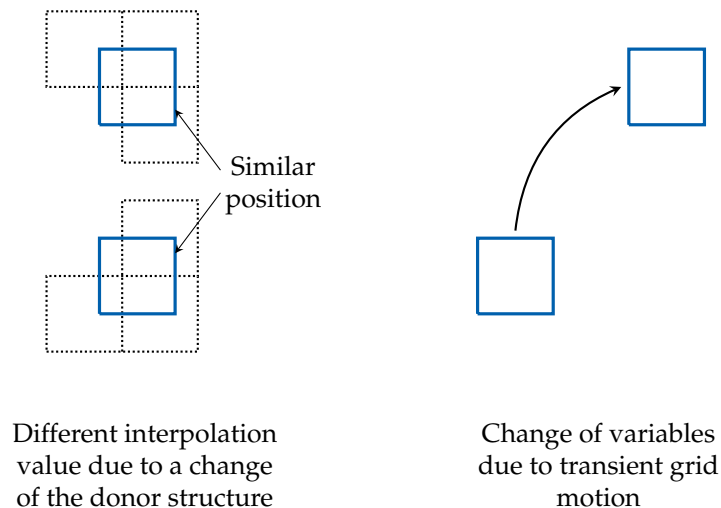 Similar
position
Different interpolation
value due to a change
of the donor structure
Change of variables
due to transient grid
motion